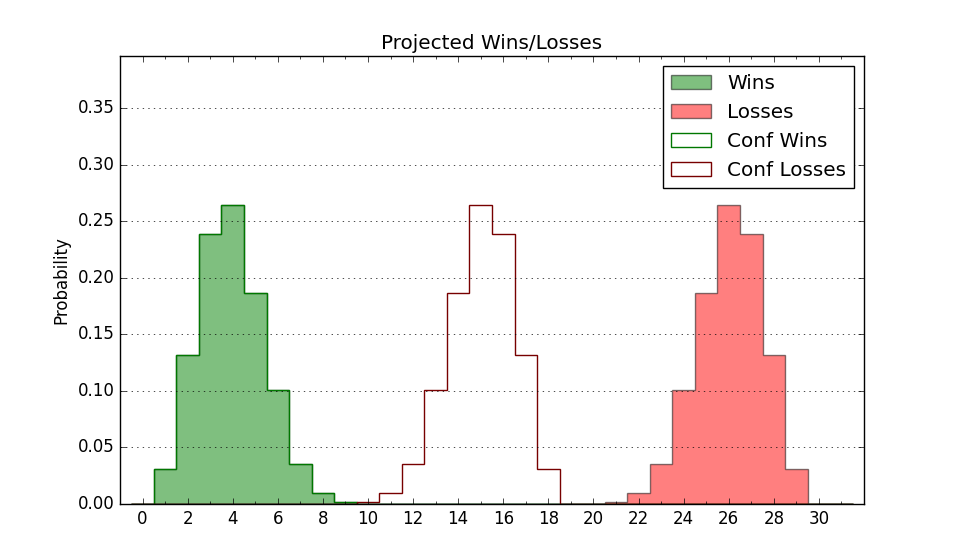 Projected Wins/Losses
Wins
Losses
Conf Wins
Conf Losses
Probability
0.35
0.30
0.25
0.20
0.15
0.10
0.05
0.00
0 2 4 6 8 10 12 14 16 18 20 22 24 26 28 30